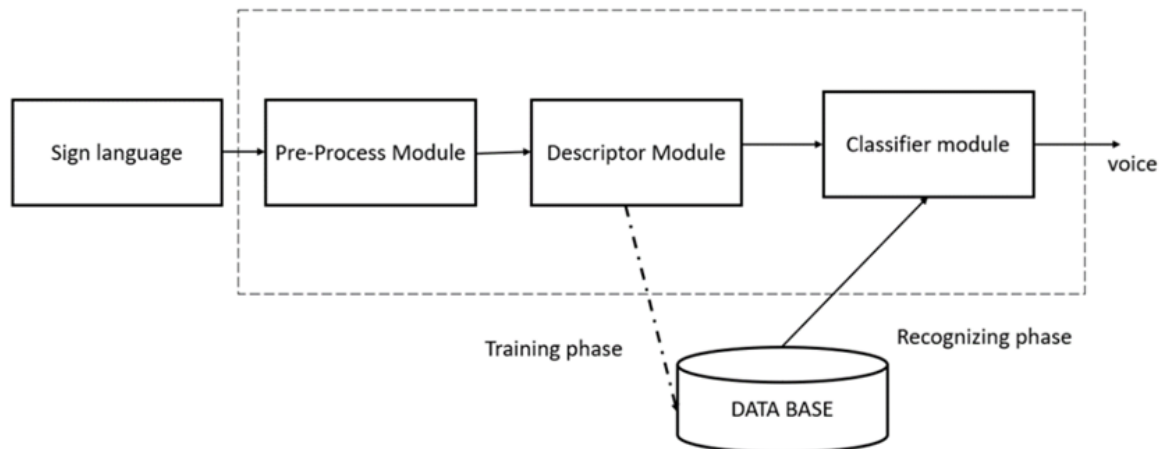 Sign language
Pre-Process Module
Descriptor Module
Classifier module
voice
Training phase
Recognizing phase
DATA BASE